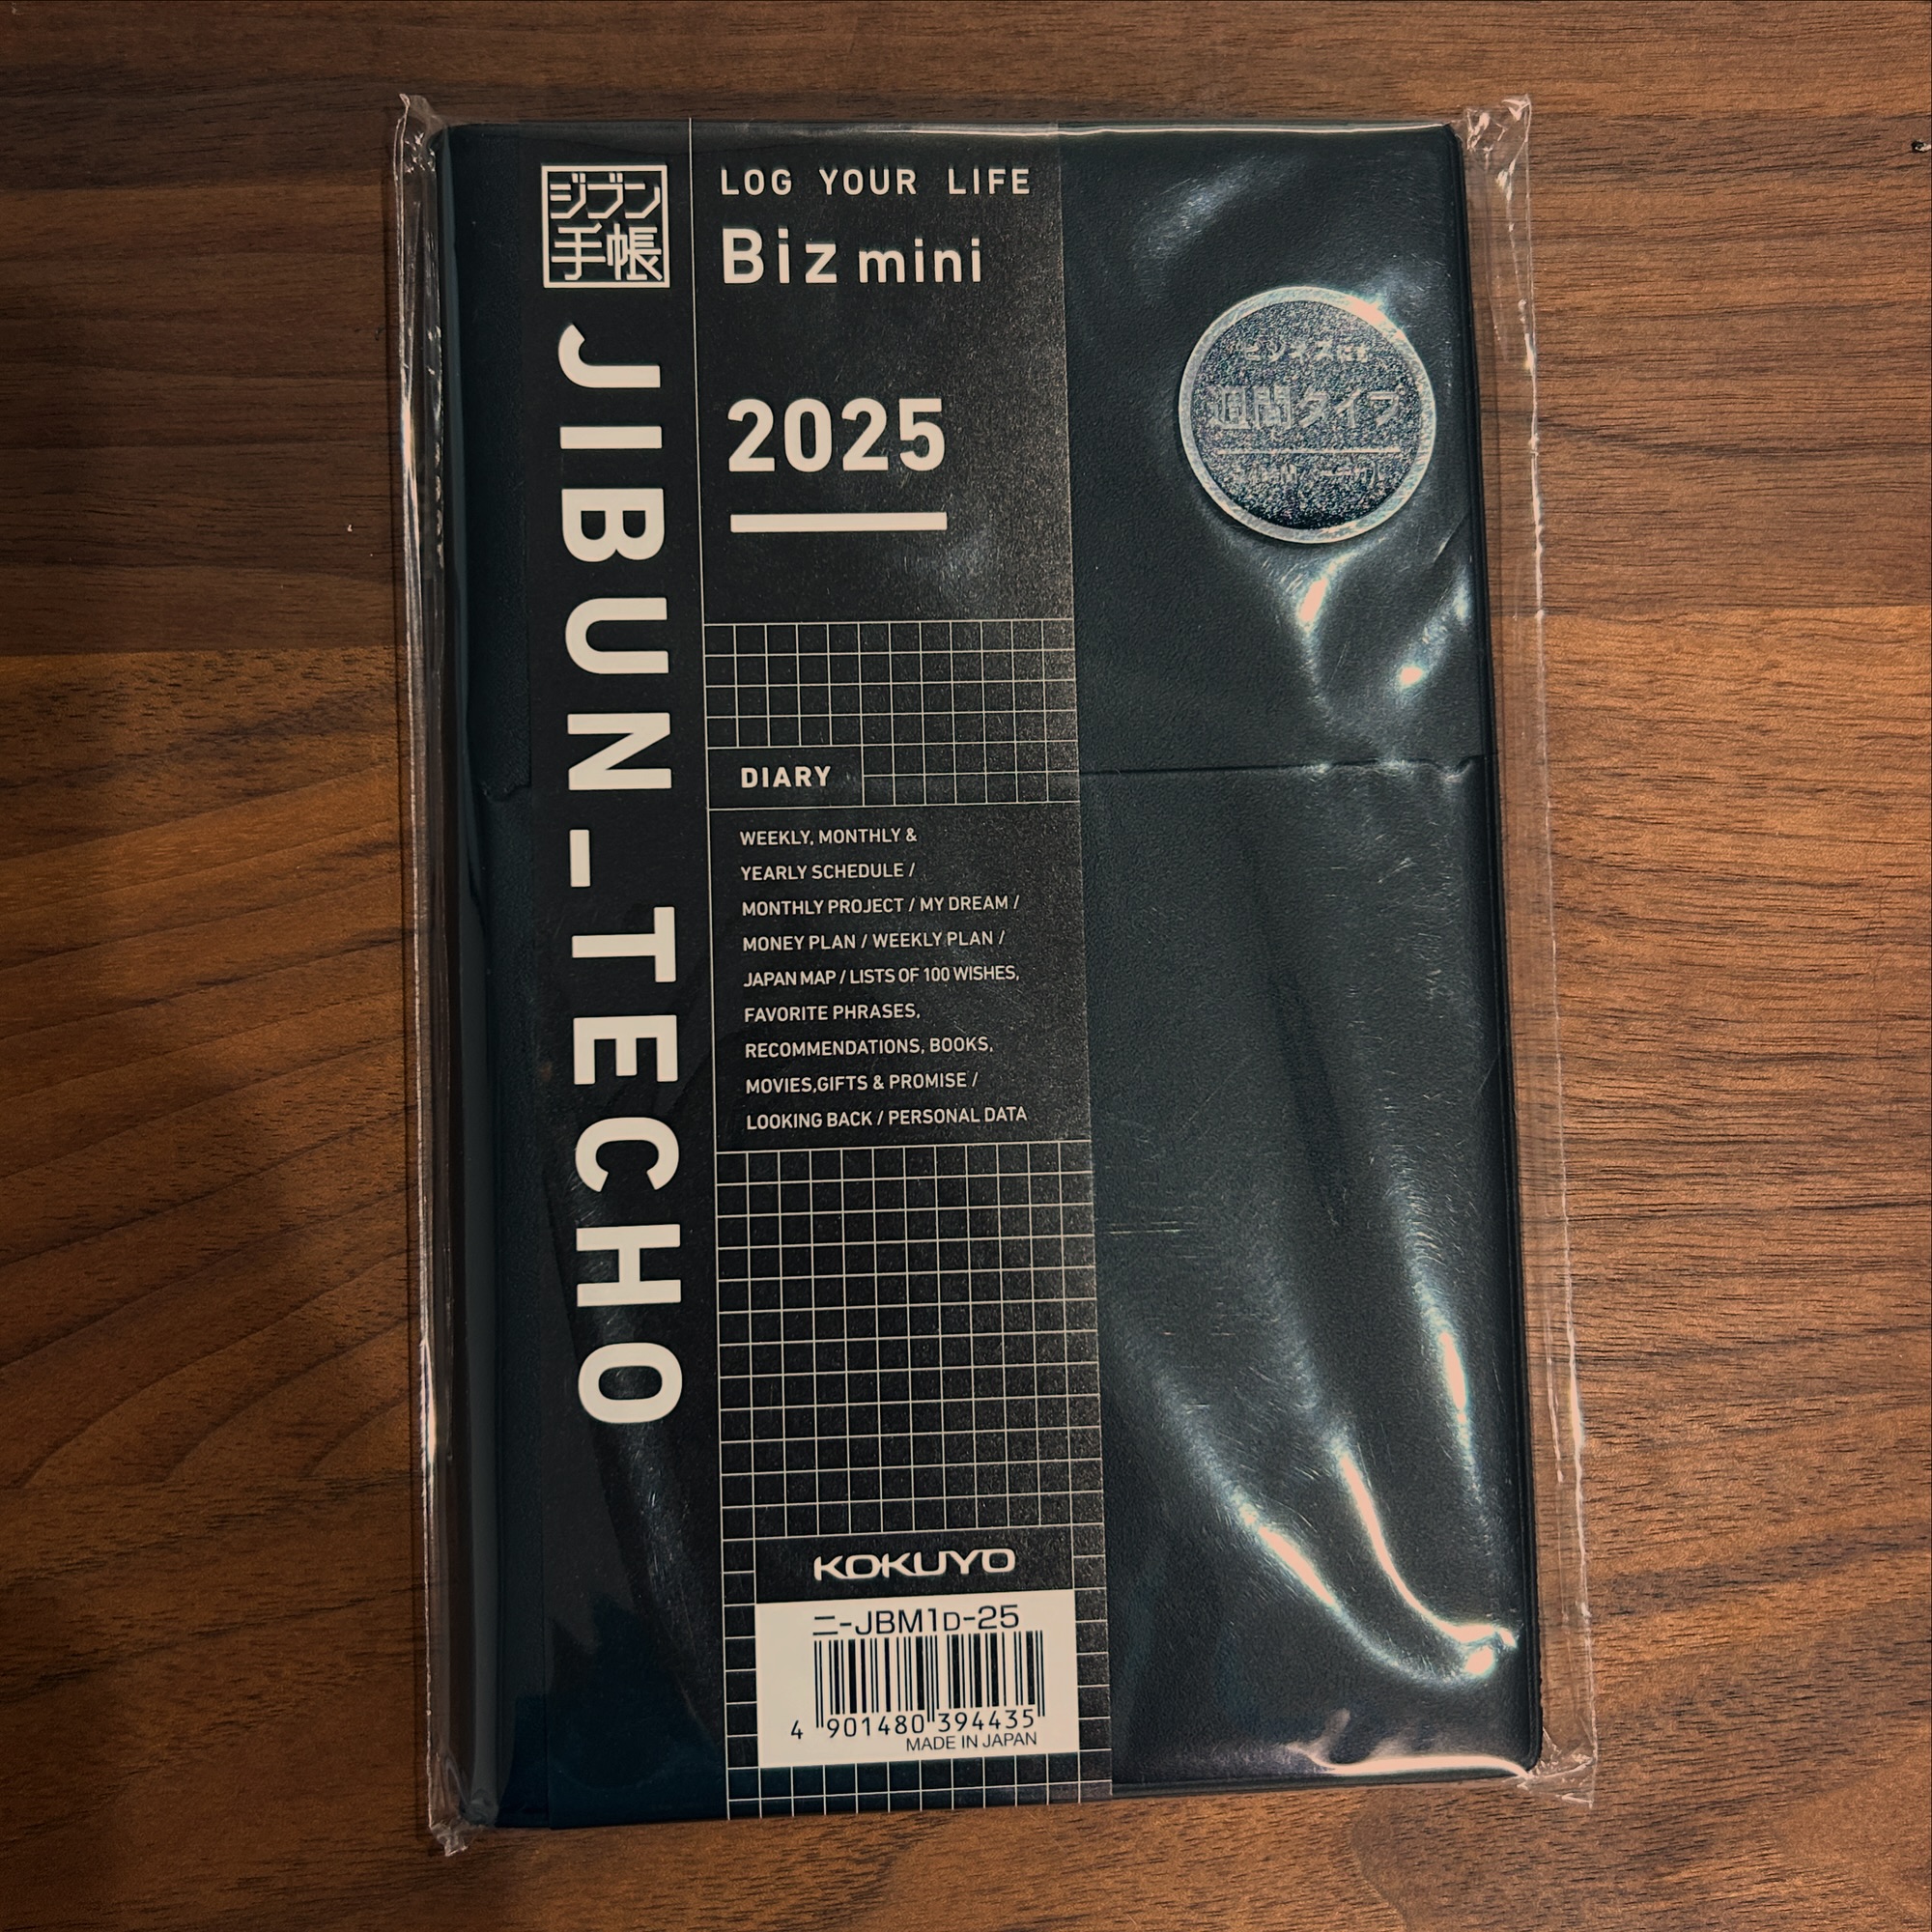 ジブン
手帳
JIBUN_TECHO
LOG YOUR LIFE
Biz mini
2025
DIARY
WEEKLY, MONTHLY &
YEARLY SCHEDULE /
MONTHLY PROJECT / MY DREAM /
MONEY PLAN / WEEKLY PLAN /
JAPAN MAP / LISTS OF 100 WISHES,
FAVORITE PHRASES,
RECOMMENDATIONS, BOOKS,
MOVIES,GIFTS & PROMISE /
LOOKING BACK / PERSONAL DATA
KOKUYO
ニ-JBM1D-25
4 901480 394435
MADE IN JAPAN
週間タイプ